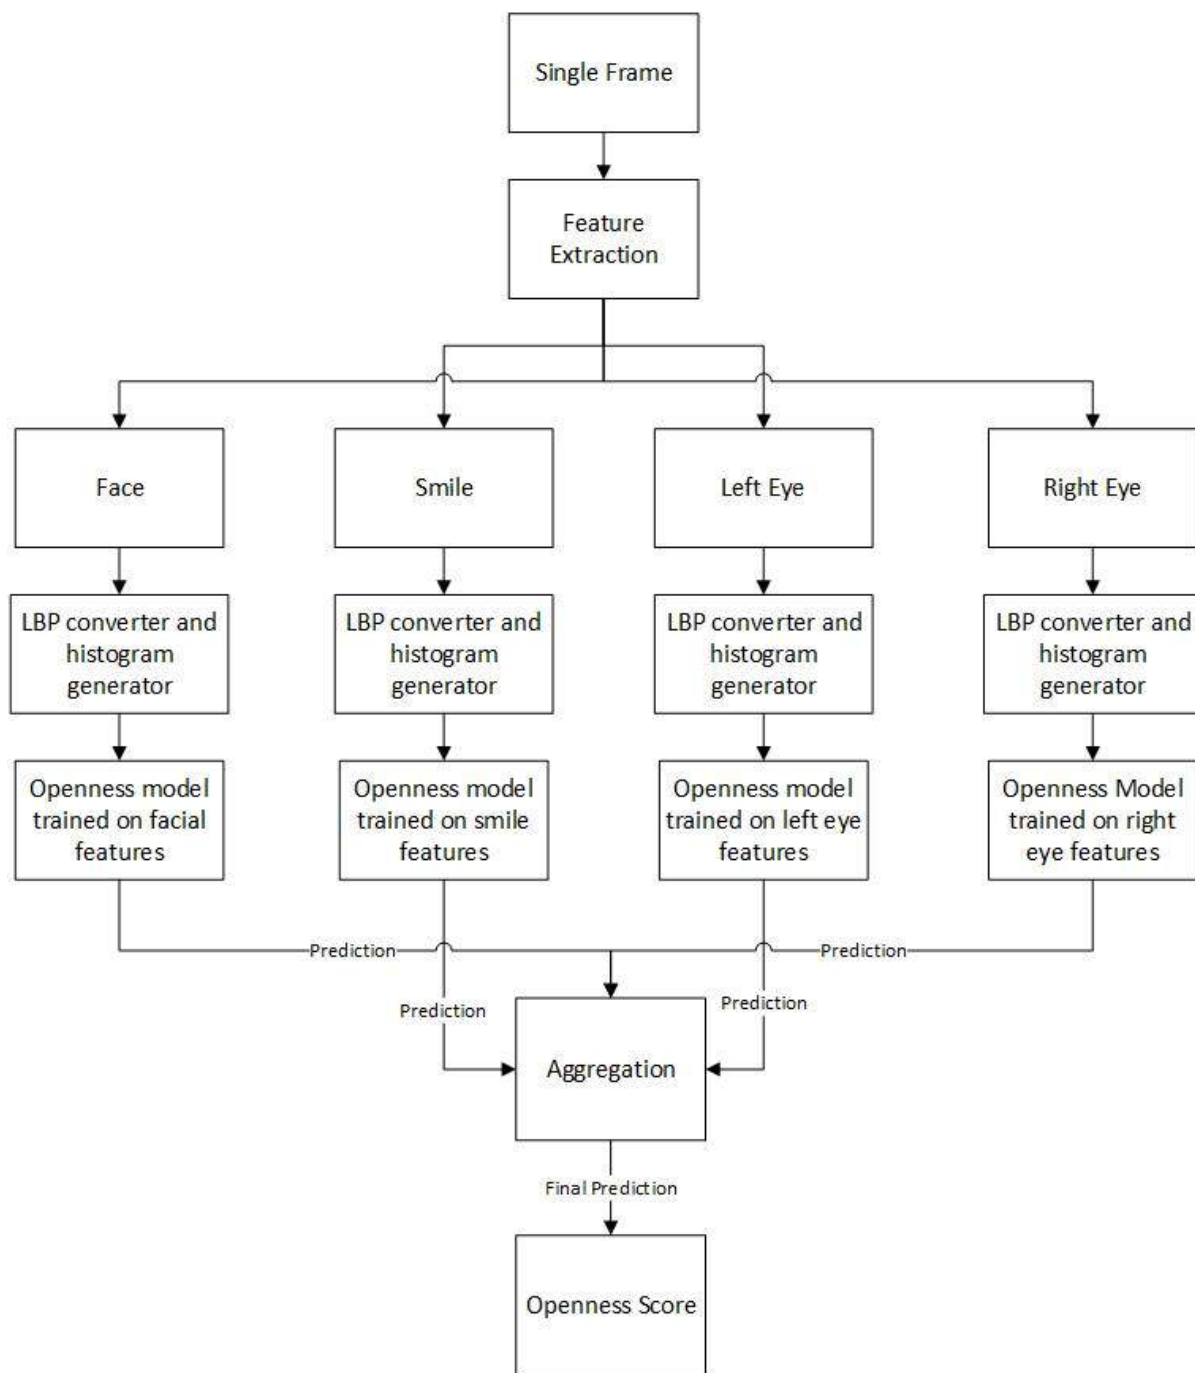 Single Frame
Feature
Extraction
Face
Smile
Left Eye
Right Eye
LBP converter and
histogram
generator
LBP converter and
histogram
generator
LBP converter and
histogram
generator
LBP converter and
histogram
generator
Openness model
trained on facial
features
Openness model
trained on smile
features
Openness model
trained on left eye
features
Openness Model
trained on right
eye features
Prediction
Prediction
Prediction
Prediction
Aggregation
Final Prediction
Openness Score